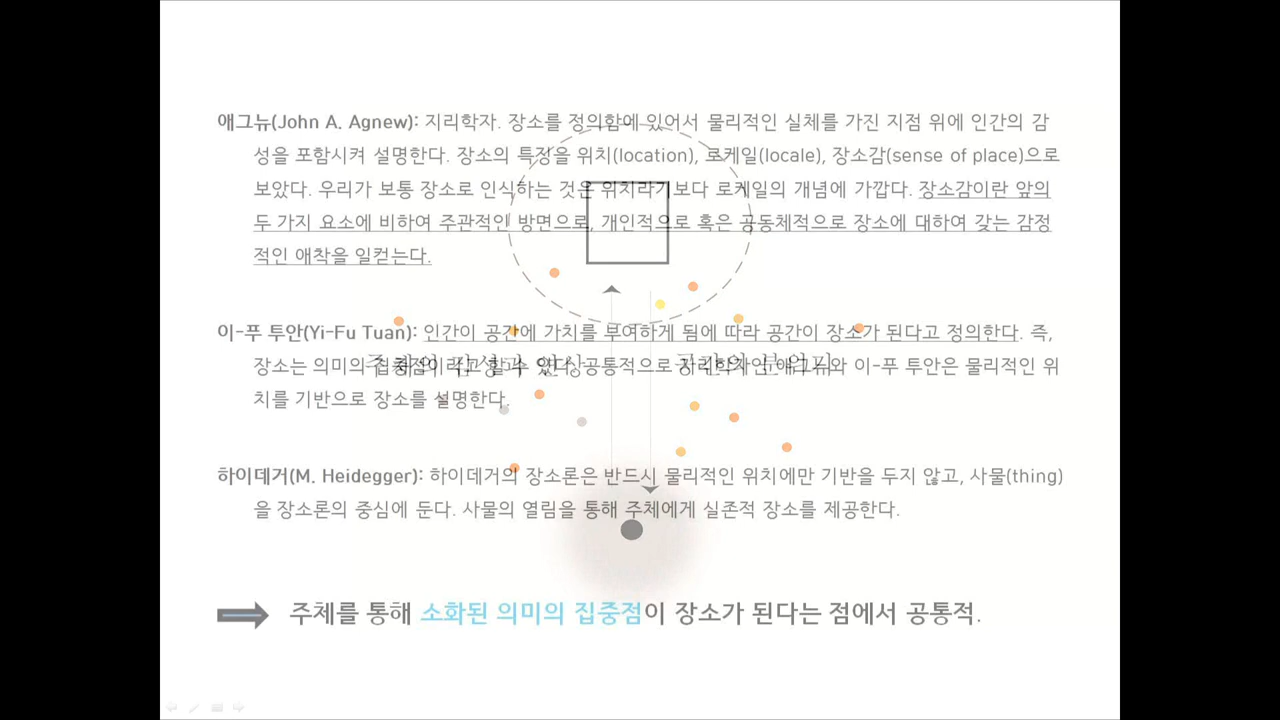 애그뉴(John A. Agnew): 지리학자. 장소를 정의함에 있어서 물리적인 실체를 가진 지점 위에 인간의 감
성을 포함시켜 설명한다. 장소의 특징을 위치(location), 로케일(locale), 장소감(sense of place)으로
보았다. 우리가 보통 장소로 인식하는 것은 위치라기보다 로케일의 개념에 가깝다. 장소감이란 앞의
두 가지 요소에 비하여 주관적인 방면으로, 개인적으로 혹은 공동체적으로 장소에 대하여 갖는 감정
적인 애착을 일컫는다.
이-푸 투안(Yi-Fu Tuan): 인간이 공간에 가치를 부여하게 됨에 따라 공간이 장소가 된다고 정의한다. 즉,
장소는 의미의 집중점이라고 할 수 있다. 공통적으로 지리학자인 애그뉴와 이-푸 투안은 물리적인 위
주체의 감성과 연상 공간의 분위기
치를 기반으로 장소를 설명한다.
하이데거(M. Heidegger): 하이데거의 장소론은 반드시 물리적인 위치에만 기반을 두지 않고, 사물(thing)
을 장소론의 중심에 둔다. 사물의 열림을 통해 주체에게 실존적 장소를 제공한다.
주체를 통해 소화된 의미의 집중점이 장소가 된다는 점에서 공통적.